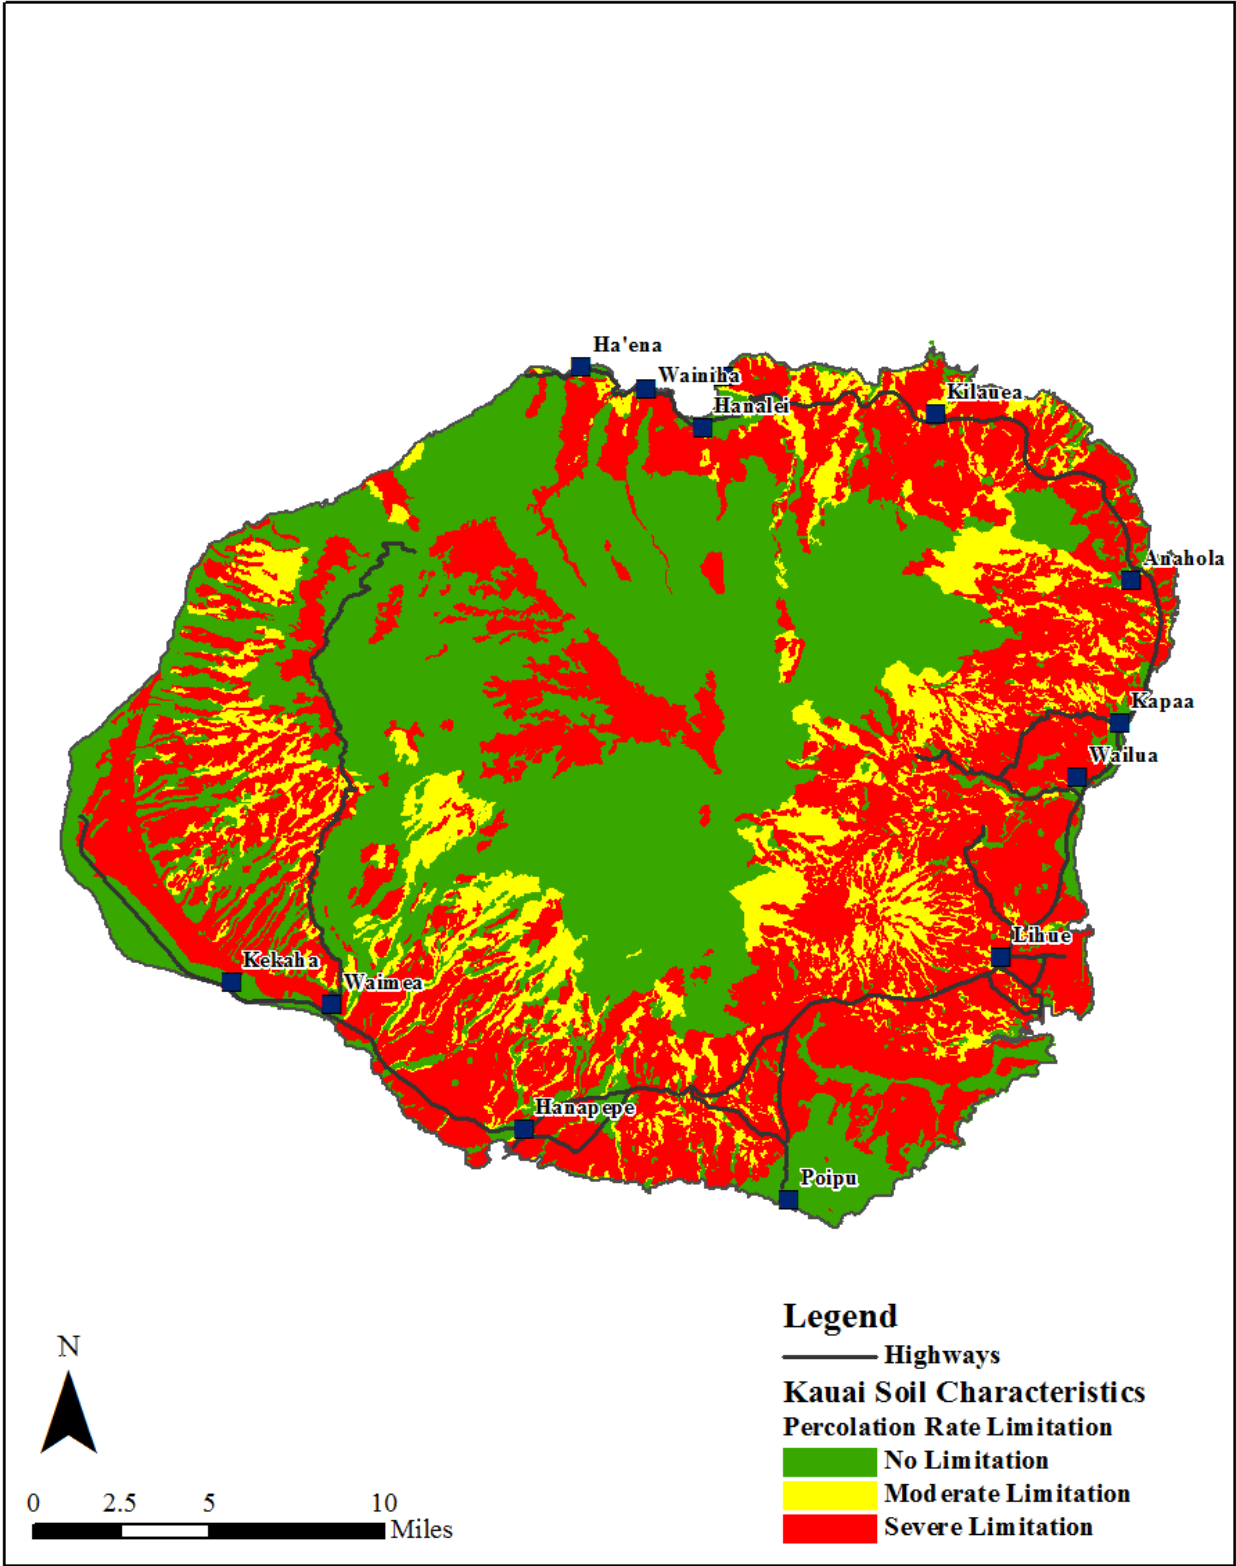 Ha'ena
Wainiha
Hanalei
Kilauea
Anahola
Kapaa
Wailua
Lihue
Kekaha
Waimea
Hanapepe
Poipu
Legend
Highways
Kauai Soil Characteristics
Percolation Rate Limitation
No Limitation
Moderate Limitation
Severe Limitation
N
0 2.5 5 10
Miles